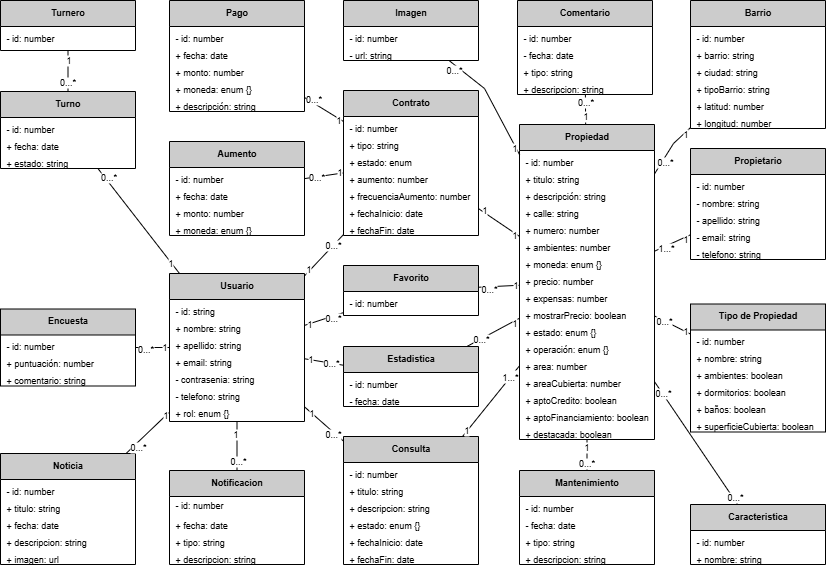 Turnero
- id: number
1
0...*
Turno
- id: number
+ fecha: date
+ estado: string
0...*
1
Pago
- id: number
+ fecha: date
+ monto: number
+ moneda: enum {}
+ descripción: string
0...*
1
Aumento
- id: number
+ fecha: date
+ monto: number
+ moneda: enum {}
0...*
1
Imagen
- id: number
- url: string
0...*
1
Contrato
- id: number
+ tipo: string
+ estado: enum
+ aumento: number
+ frecuenciaAumento: number
+ fechaInicio: date
+ fechaFin: date
1
1
0...*
1
Comentario
- id: number
- fecha: date
+ tipo: string
+ descripcion: string
0...*
1
Propiedad
- id: number
+ titulo: string
+ descripción: string
+ calle: string
+ numero: number
+ ambientes: number
+ moneda: enum {}
+ precio: number
+ expensas: number
+ mostrarPrecio: boolean
+ estado: enum {}
+ operación: enum {}
+ area: number
+ areaCubierta: number
+ aptoCredito: boolean
+ aptoFinanciamiento: boolean
+ destacada: boolean
Barrio
- id: number
+ barrio: string
+ ciudad: string
+ tipoBarrio: string
+ latitud: number
+ longitud: number
1
0...*
Propietario
- id: number
- nombre: string
- apellido: string
- email: string
- telefono: string
1
1...*
Tipo de Propiedad
- id: number
+ nombre: string
+ ambientes: boolean
+ dormitorios: boolean
+ baños: boolean
+ superficieCubierta: boolean
0...*
1
Usuario
- id: string
+ nombre: string
+ apellido: string
+ email: string
- contrasenia: string
- telefono: string
+ rol: enum {}
Favorito
- id: number
0...*
1
1
0...*
Encuesta
- id: number
+ puntuación: number
+ comentario: string
0...*
1
Estadistica
- id: number
- fecha: date
0...*
1
1
0...*
Consulta
- id: number
+ titulo: string
+ descripcion: string
+ estado: enum {}
+ fechaInicio: date
+ fechaFin: date
1
0...*
1
1...*
Noticia
- id: number
+ titulo: string
+ fecha: date
+ descripcion: string
+ imagen: url
0...*
1
1
0...*
Notificacion
- id: number
+ fecha: date
+ tipo: string
+ descripcion: string
1
0...*
Mantenimiento
- id: number
- fecha: date
+ tipo: string
+ descripcion: string
0...*
0...*
Caracteristica
- id: number
+ nombre: string